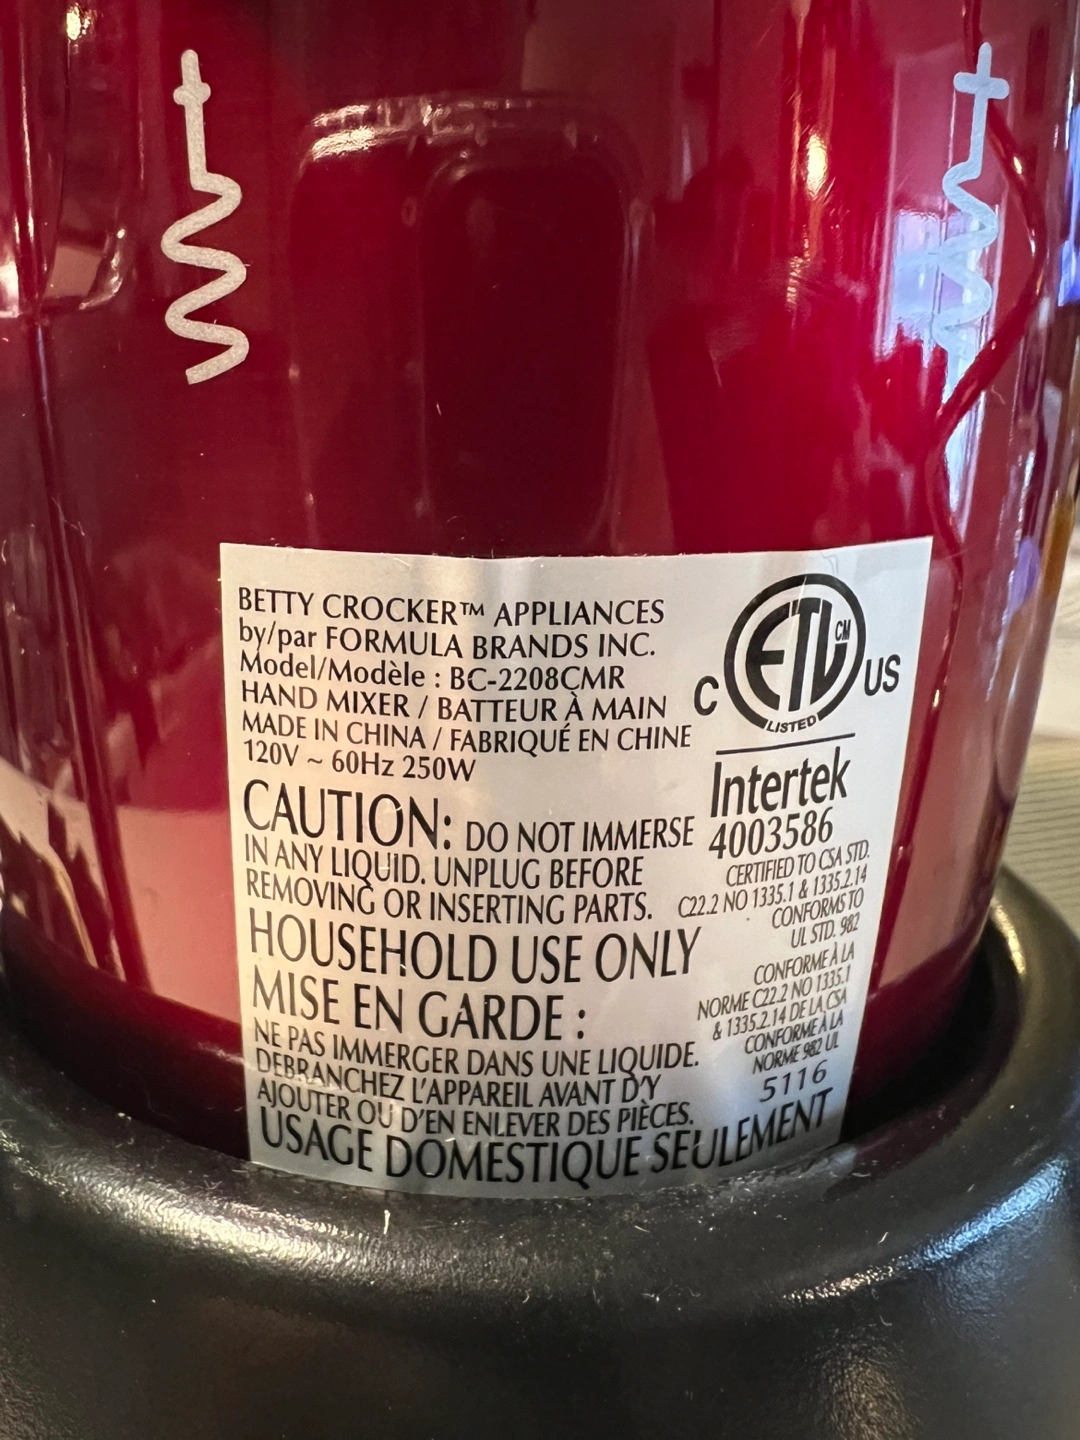 BETTY CROCKER™ APPLIANCES
by/par FORMULA BRANDS INC.
Model/Modèle : BC-2208CMR
HAND MIXER / BATTEUR À MAIN
MADE IN CHINA / FABRIQUÉ EN CHINE
120V ~ 60Hz 250W
CAUTION: DO NOT IMMERSE
IN ANY LIQUID. UNPLUG BEFORE
REMOVING OR INSERTING PARTS.
HOUSEHOLD USE ONLY
MISE EN GARDE :
NE PAS IMMERGER DANS UNE LIQUIDE.
DEBRANCHEZ L'APPAREIL AVANT D'Y
AJOUTER OU D'EN ENLEVER DES PIÈCES.
USAGE DOMESTIQUE SEULEMENT
ETL CM
C US
LISTED
Intertek
4003586
CERTIFIED TO CSA STD.
C22.2 NO 1335.1 & 1335.2.14
CONFORMS TO
UL STD. 982
CONFORME À LA
NORME C22.2 NO 1335.1
& 1335.2.14 DE LA CSA
CONFORME À LA
NORME 982 UL
5116